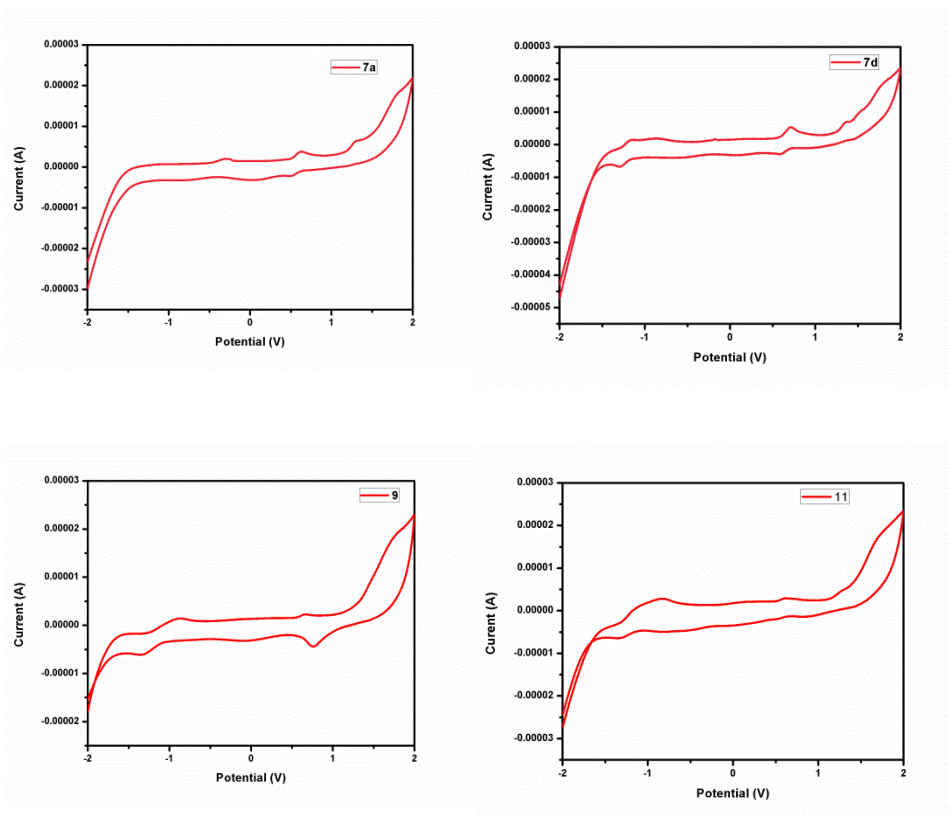 7a
0.00003
0.00002
0.00001
0.00000
-0.00001
-0.00002
-0.00003
Current (A)
-2 -1 0 1 2
Potential (V)
7d
0.00003
0.00002
0.00001
0.00000
-0.00001
-0.00002
-0.00003
-0.00004
-0.00005
Current (A)
-2 -1 0 1 2
Potential (V)
9
0.00003
0.00002
0.00001
0.00000
-0.00001
-0.00002
Current (A)
-2 -1 0 1 2
Potential (V)
11
0.00003
0.00002
0.00001
0.00000
-0.00001
-0.00002
-0.00003
Curent (A)
-2 -1 0 1 2
Potential (V)